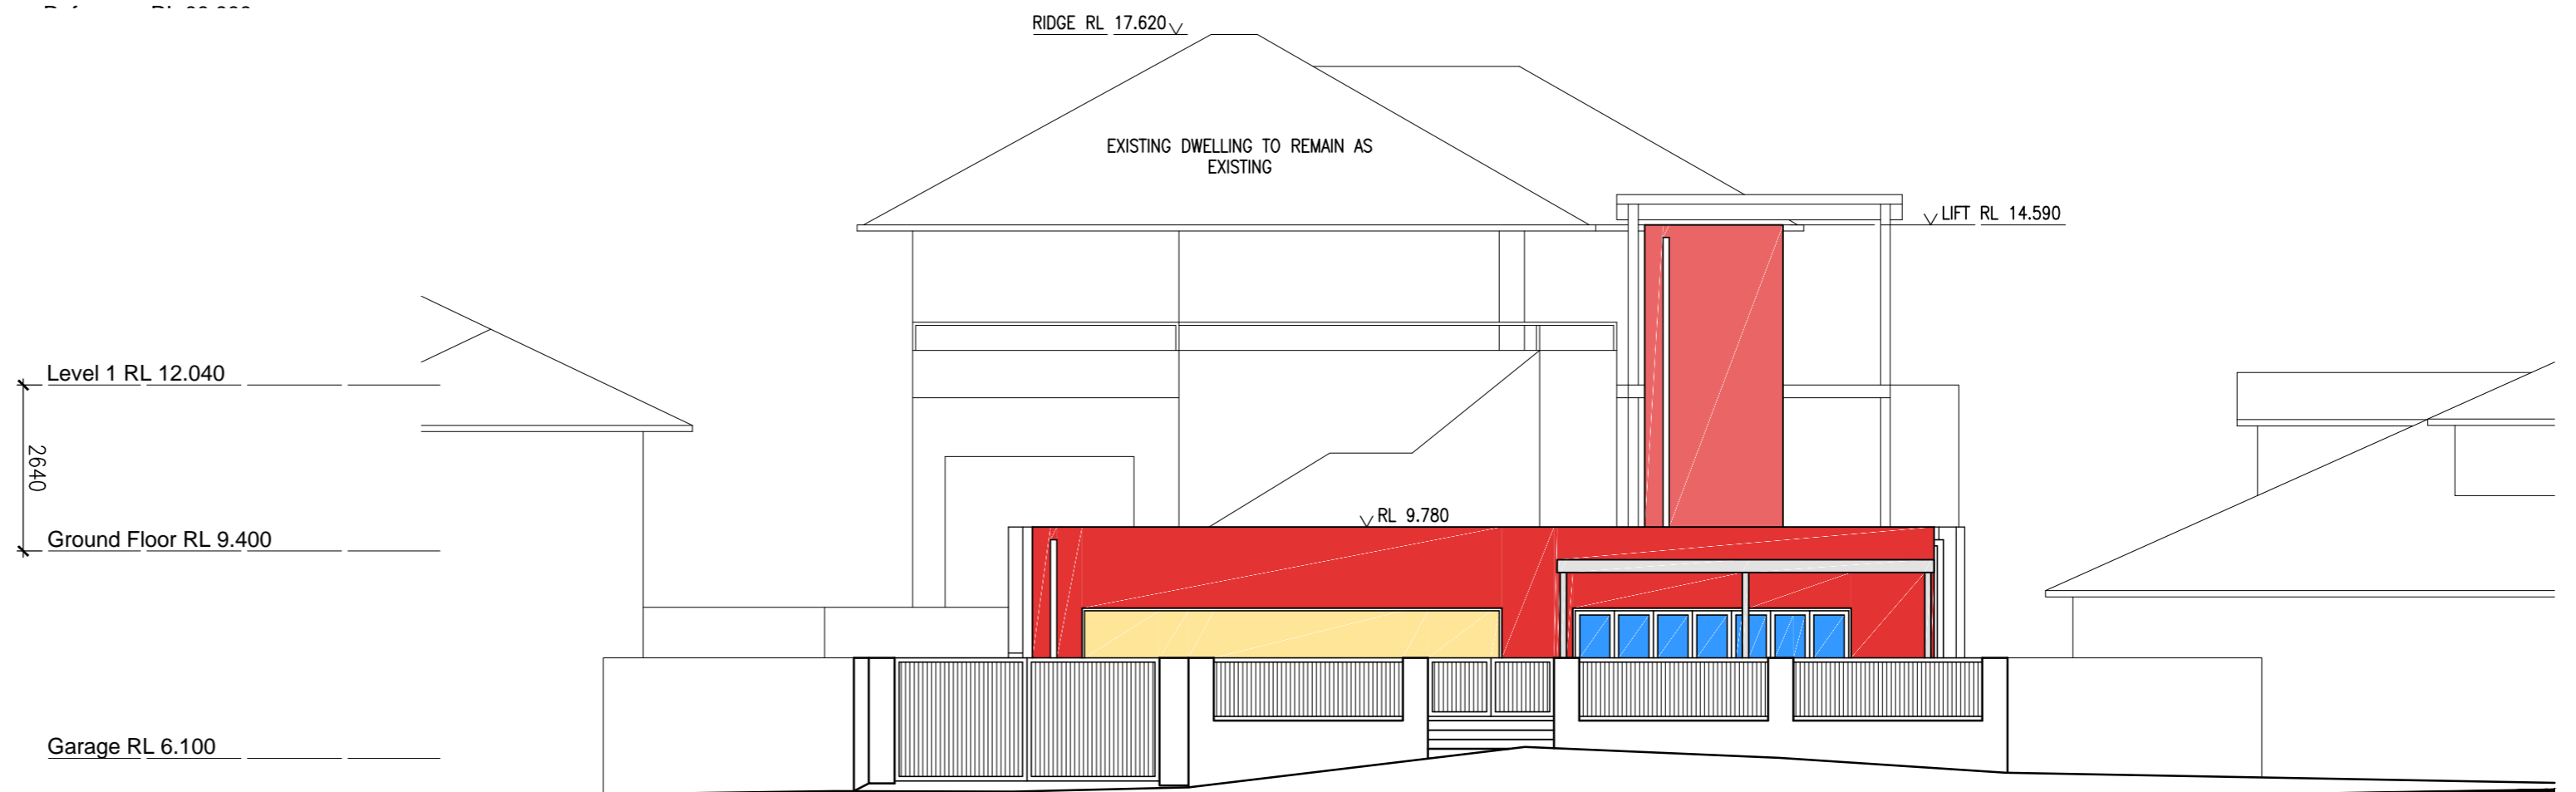 RIDGE RL 17.620
EXISTING DWELLING TO REMAIN AS
EXISTING
LIFT RL 14.590
Level 1 RL 12.040
2640
RL 9.780
Ground Floor RL 9.400
Garage RL 6.100